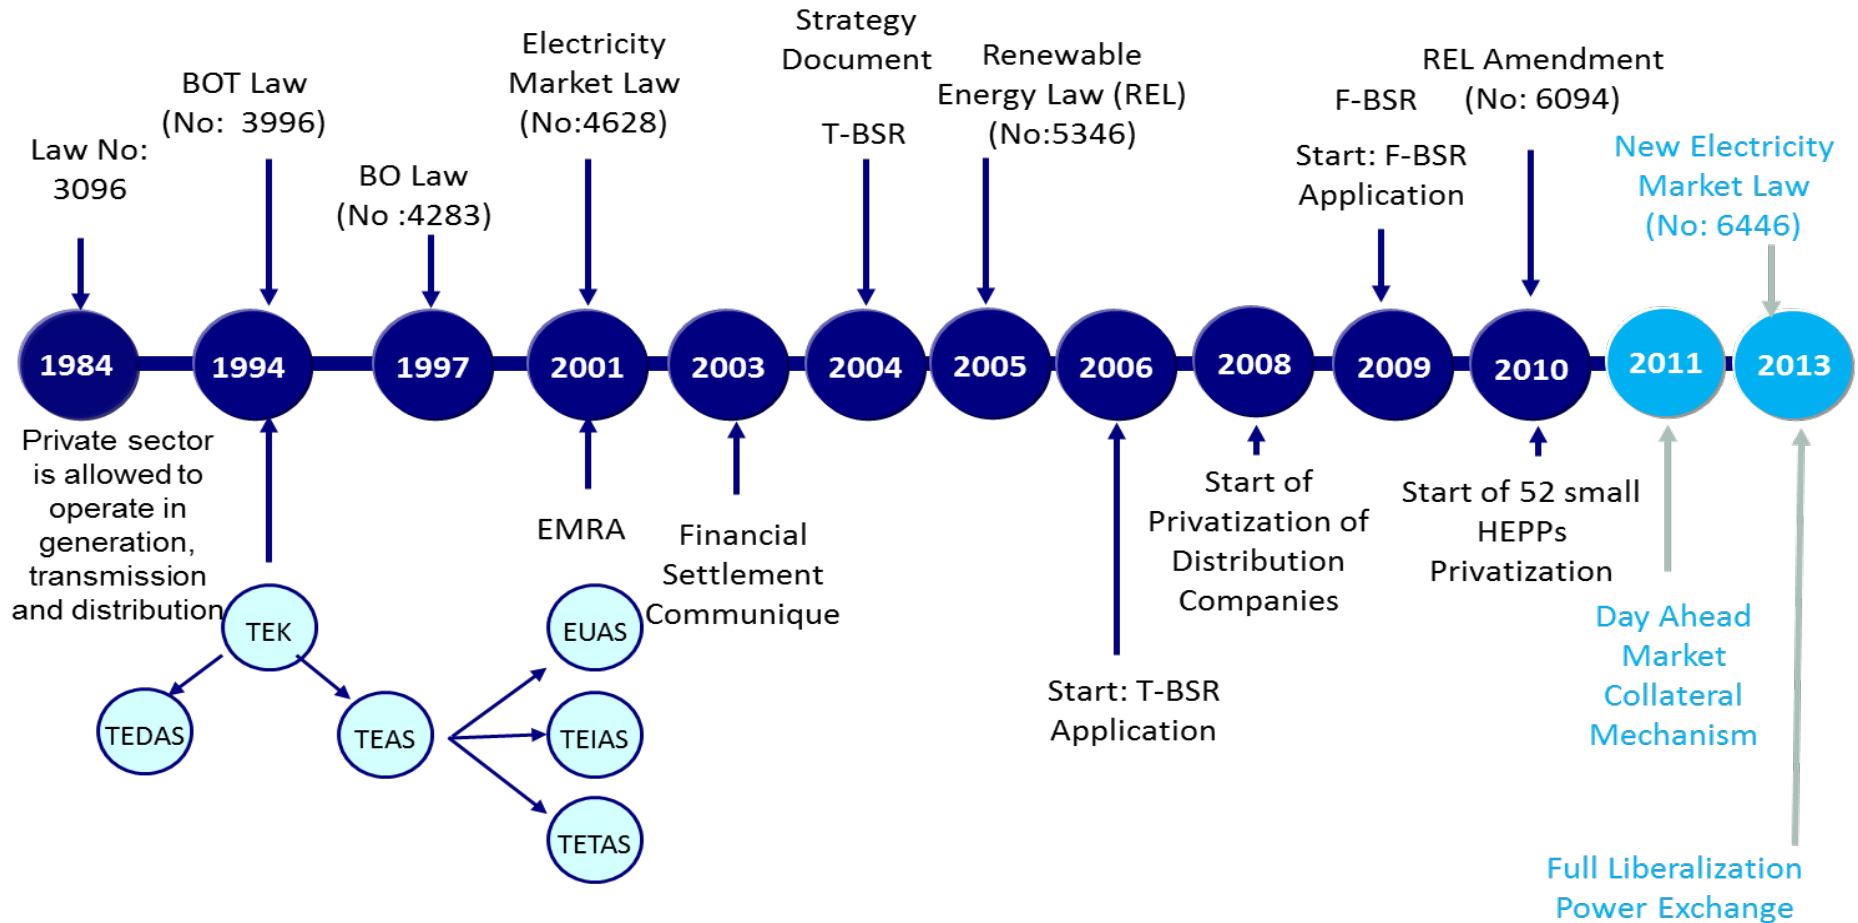 Law No:
3096
BOT Law
(No:  3996)
BO Law
(No :4283)
Electricity
Market Law
(No:4628)
Strategy
Document
T-BSR
Renewable
Energy Law (REL)
(No:5346)
F-BSR
Start: F-BSR
Application
REL Amendment
(No: 6094)
New Electricity
Market Law
(No: 6446)
1984
1994
1997
2001
2003
2004
2005
2006
2008
2009
2010
2011
2013
Private sector
is allowed to
operate in
generation,
transmission
and distribution
TEK
TEDAS
TEAS
EMRA
EUAS
TEIAS
TETAS
Financial
Settlement
Communique
Start: T-BSR
Application
Start of
Privatization of
Distribution
Companies
Start of 52 small
HEPPs
Privatization
Day Ahead
Market
Collateral
Mechanism
Full Liberalization
Power Exchange